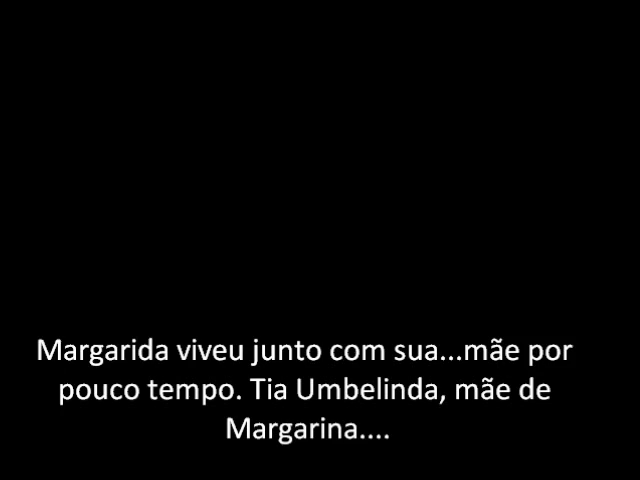 Margarida viveu junto com sua...mãe por
pouco tempo. Tia Umbelinda, mãe de
Margarina....